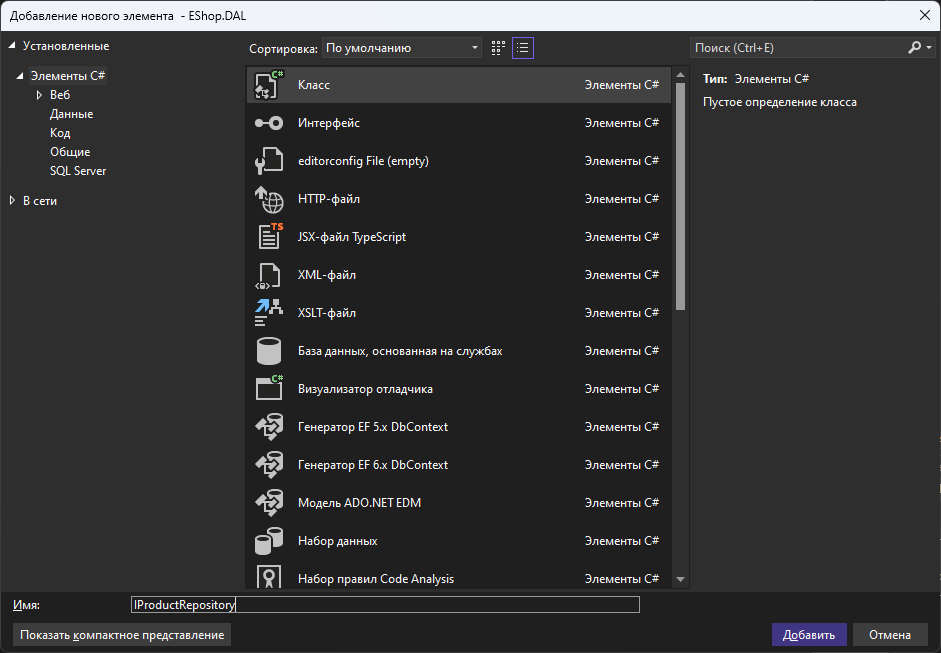 Добавление нового элемента - EShop.DAL
Установленные
Элементы C#
Веб
Данные
Код
Общие
SQL Server
В сети
Сортировка: По умолчанию
Класс Элементы C#
Интерфейс Элементы C#
editorconfig File (empty) Элементы C#
HTTP-файл Элементы C#
JSX-файл TypeScript Элементы C#
XML-файл Элементы C#
XSLT-файл Элементы C#
База данных, основанная на службах Элементы C#
Визуализатор отладчика Элементы C#
Генератор EF 5.x DbContext Элементы C#
Генератор EF 6.x DbContext Элементы C#
Модель ADO.NET EDM Элементы C#
Набор данных Элементы C#
Набор правил Code Analysis Элементы C#
Поиск (Ctrl+E)
Тип: Элементы C#
Пустое определение класса
Имя: IProductRepository
Показать компактное представление
Добавить
Отмена